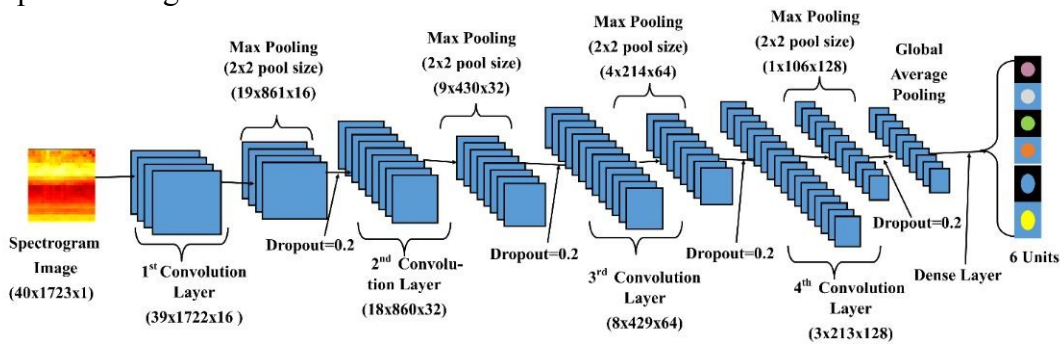 Max Pooling
(2x2 pool size)
(19x861x16)
Max Pooling
(2x2 pool size)
(9x430x32)
Max Pooling
(2x2 pool size)
(4x214x64)
Max Pooling
(2x2 pool size)
(1x106x128)
Global
Average
Pooling
Spectrogram
Image
(40x1723x1)
1st Convolution
Layer
(39x1722x16 )
Dropout=0.2
2nd Convolu-
tion Layer
(18x860x32)
Dropout=0.2
3rd Convolution
Layer
(8x429x64)
Dropout=0.2
4th Convolution
Layer
(3x213x128)
Dropout=0.2
Dense Layer
6 Units